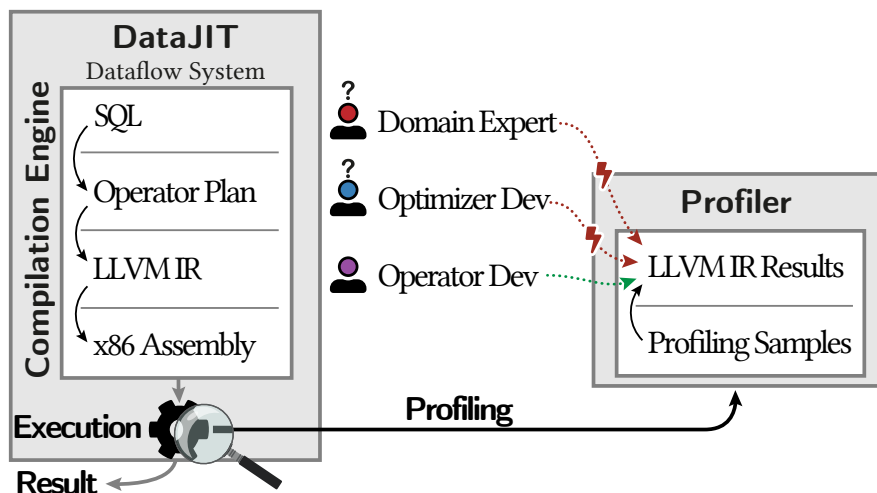 DataJIT
Dataflow System
Compilation Engine
SQL
Operator Plan
LLVM IR
x86 Assembly
Execution
Result
?
Domain Expert
?
Optimizer Dev
Operator Dev
Profiling
Profiler
LLVM IR Results
Profiling Samples